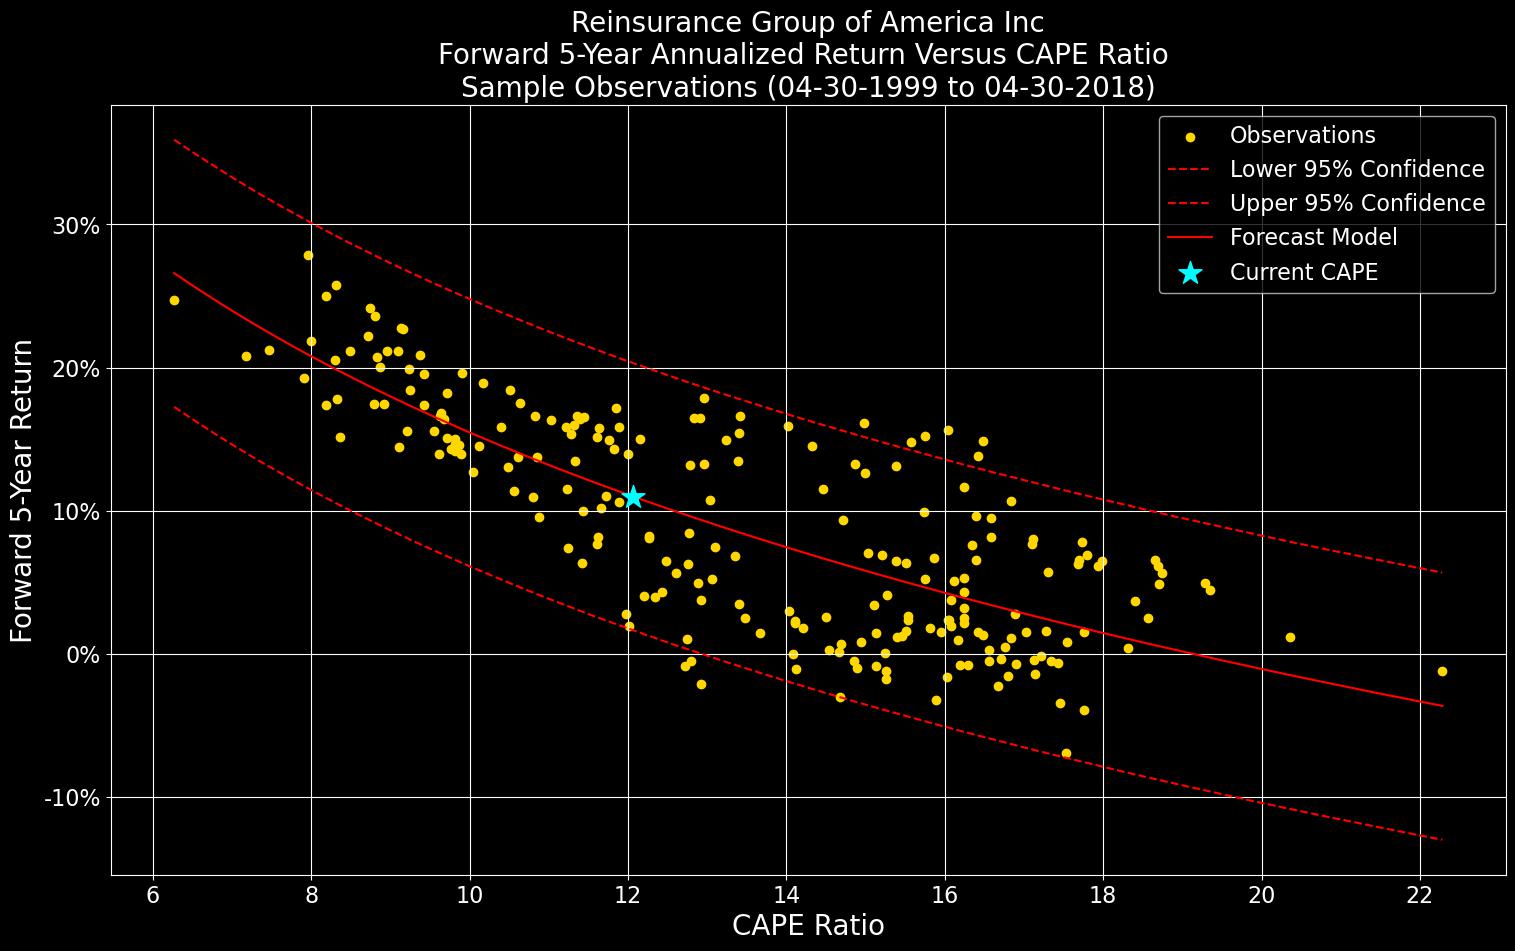 Reinsurance Group of America Inc
Forward 5-Year Annualized Return Versus CAPE Ratio
Sample Observations (04-30-1999 to 04-30-2018)
Observations
Lower 95% Confidence
Upper 95% Confidence
Forecast Model
Current CAPE
Forward 5-Year Return
30%
20%
10%
0%
-10%
6 8 10 12 14 16 18 20 22
CAPE Ratio